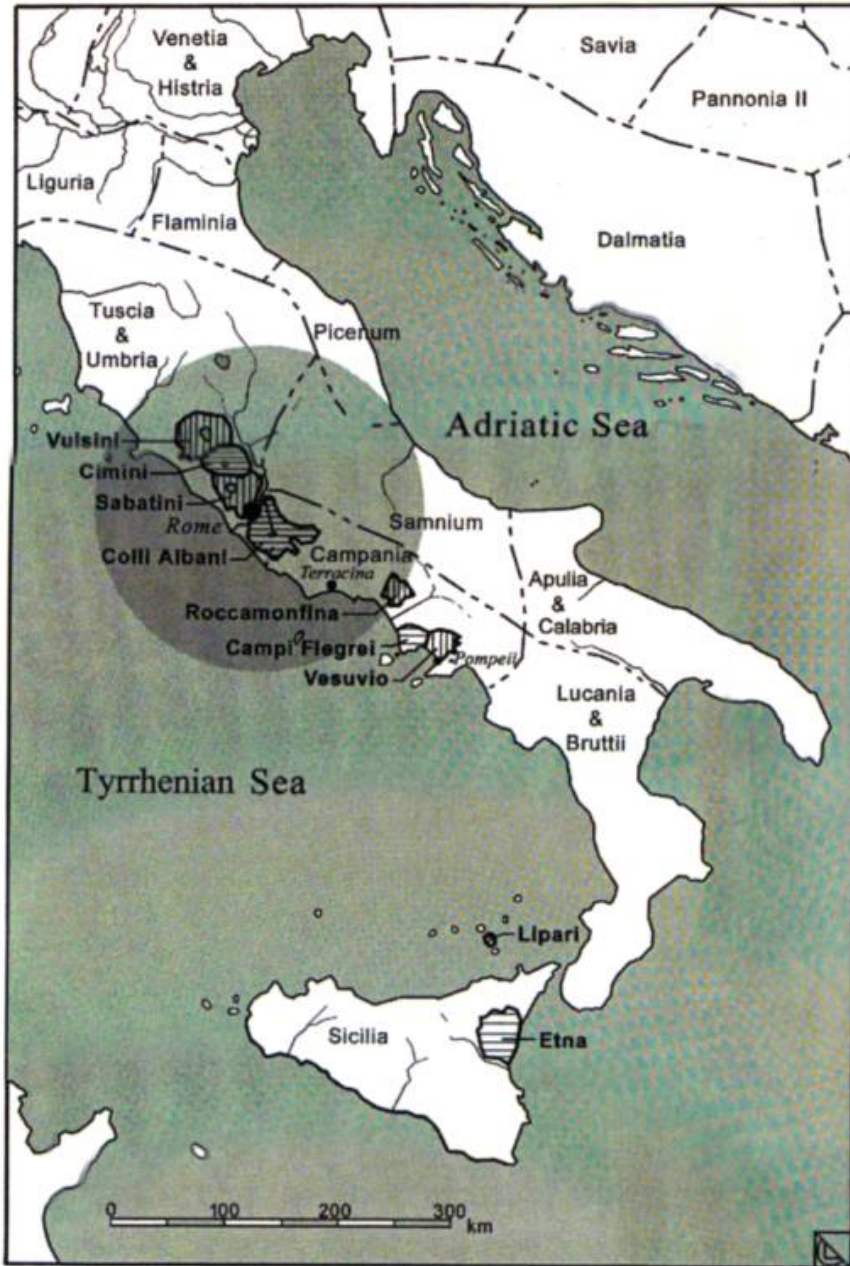 Venetia
&
Histria
Savia
Pannonia II
Liguria
Flaminia
Dalmatia
Tuscia
&
Umbria
Picenum
Adriatic Sea
Vulsini
Cimini
Sabatini
Rome
Samnium
Colli Albani
Campania
Terracina
Apulia
&
Calabria
Roccamonfina
Campi Flegrei
Pompeii
Vesuvio
Lucania
&
Bruttii
Tyrrhenian Sea
Lipari
Sicilia
Etna
0 100 200 300
km